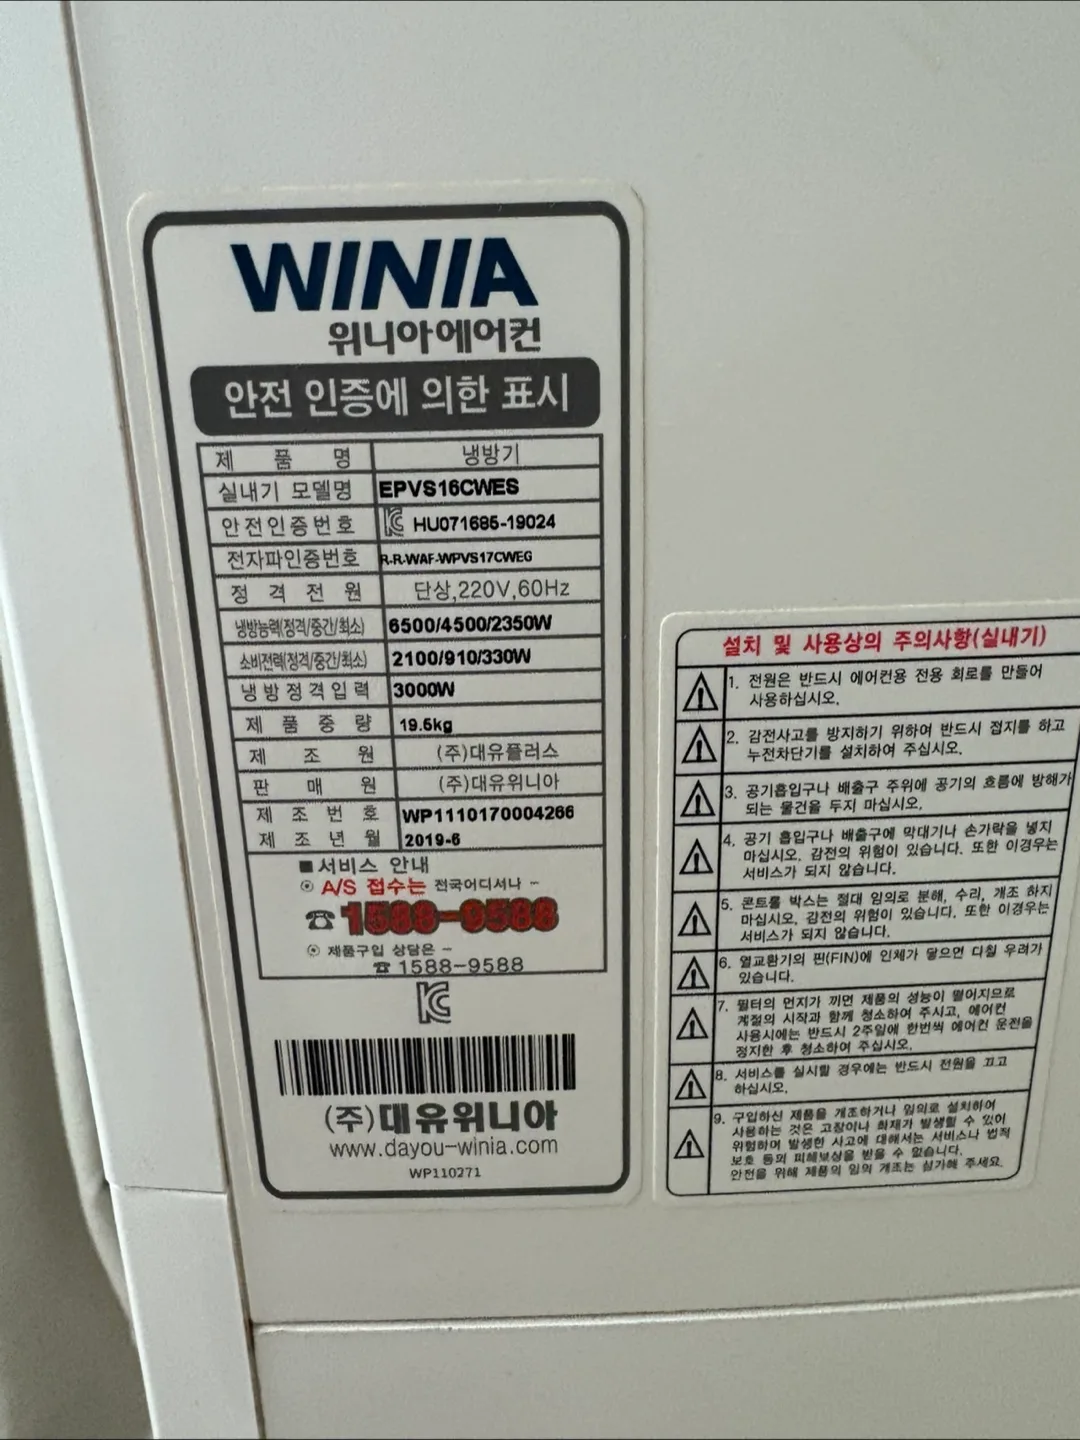 WINIA
위니아에어컨
안전 인증에 의한 표시
제 품 명 냉방기
실내기 모델명 EPVS16CWES
안전인증번호 HU071685-19024
전자파인증번호 R-R-WAF-WPVS17CWEG
정 격 전 원 단상,220V,60Hz
냉방능력(정격/중간/최소) 6500/4500/2350W
소비전력(정격/중간/최소) 2100/910/330W
냉방정격입력 3000W
제 품 중 량 19.5kg
제 조 원 (주)대유플러스
판 매 원 (주)대유위니아
제 조 번 호 WP1110170004266
제 조 년 월 2019-6
■서비스 안내
⊙ A/S 접수는 전국어디서나 -
☎1588-9588
⊙ 제품구입 상담은 -
☎1588-9588
(주)대유위니아
www.dayou-winia.com
WP110271
설치 및 사용상의 주의사항(실내기)
1. 전원은 반드시 에어컨용 전용 회로를 만들어
사용하십시오.
2. 감전사고를 방지하기 위하여 반드시 접지를 하고
누전차단기를 설치하여 주십시오.
3. 공기흡입구나 배출구 주위에 공기의 흐름에 방해가
되는 물건을 두지 마십시오.
4. 공기 흡입구나 배출구에 막대기나 손가락을 넣지
마십시오. 감전의 위험이 있습니다. 또한 이경우는
서비스가 되지 않습니다.
5. 콘트롤 박스는 절대 임의로 분해, 수리, 개조 하지
마십시오. 감전의 위험이 있습니다. 또한 이경우는
서비스가 되지 않습니다.
6. 열교환기의 핀(FIN)에 인체가 닿으면 다칠 우려가
있습니다.
7. 필터의 먼지가 끼면 제품의 성능이 떨어지므로
계절의 시작과 함께 청소하여 주시고, 에어컨
사용시에는 반드시 2주일에 한번씩 에어컨 운전을
정지한 후 청소하여 주십시오.
8. 서비스를 실시할 경우에는 반드시 전원을 끄고
하십시오.
9. 구입하신 제품을 개조하거나 임의로 설치하여
사용하는 것은 고장이나 화재가 발생할 수 있어
위험하며 발생한 사고에 대해서는 서비스나 법적
보호 등의 피해보상을 받을 수 없습니다.
안전을 위해 제품의 임의 개조는 삼가해 주세요.